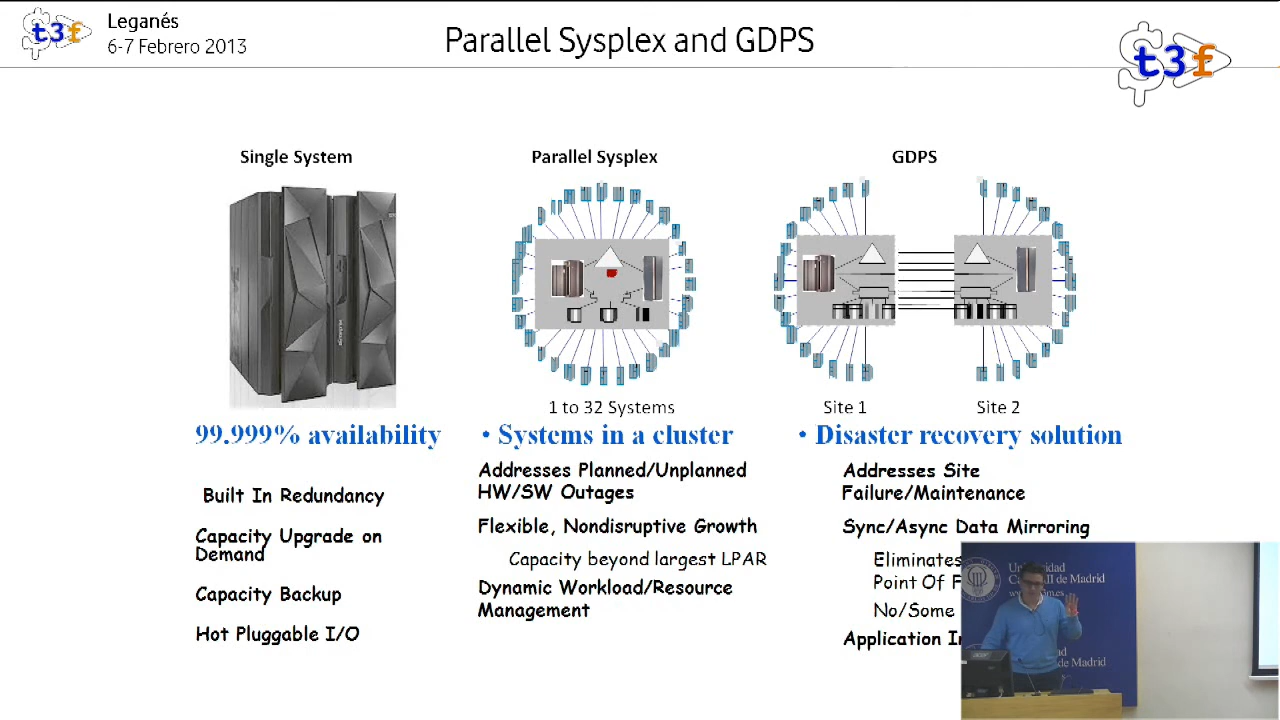 t3f
Leganés
6-7 Febrero 2013
Parallel Sysplex and GDPS
t3f
Single System
Parallel Sysplex
GDPS
1 to 32 Systems
Site 1
Site 2
99.999% availability
• Systems in a cluster
• Disaster recovery solution
Built In Redundancy
Capacity Upgrade on
Demand
Capacity Backup
Hot Pluggable I/O
Addresses Planned/Unplanned
HW/SW Outages
Flexible, Nondisruptive Growth
Capacity beyond largest LPAR
Dynamic Workload/Resource
Management
Addresses Site
Failure/Maintenance
Sync/Async Data Mirroring
Eliminates
Point Of
No/Some
Application
Universidad
de Madrid
de Madrid